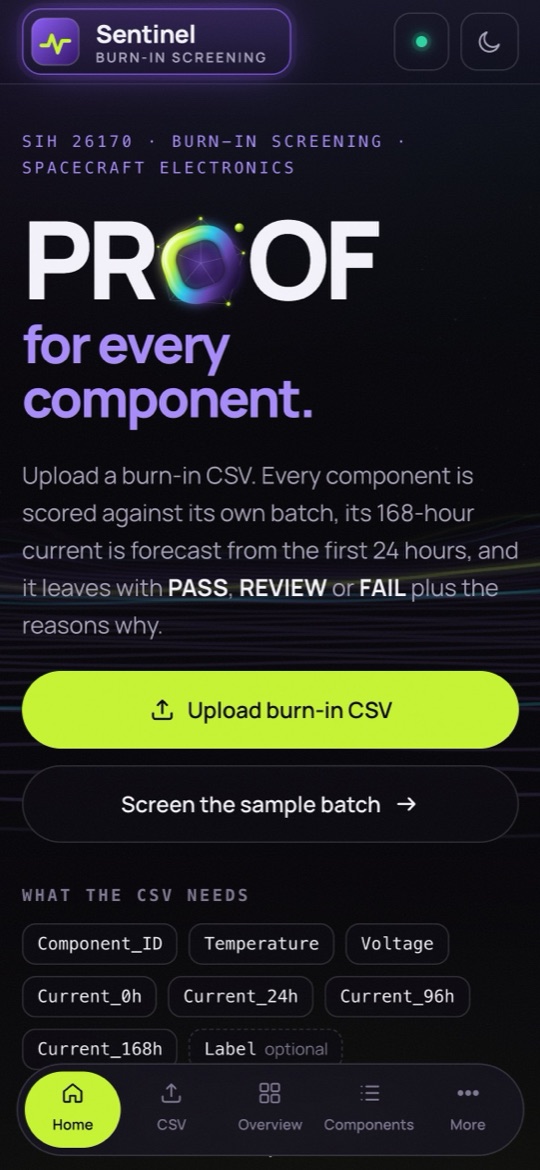 Sentinel
BURN-IN SCREENING
SIH 26170 · BURN–IN SCREENING ·
SPACECRAFT ELECTRONICS
PROOF
for every
component.
Upload a burn-in CSV. Every component is
scored against its own batch, its 168-hour
current is forecast from the first 24 hours, and
it leaves with PASS, REVIEW or FAIL plus the
reasons why.
Upload burn-in CSV
Screen the sample batch →
WHAT THE CSV NEEDS
Component_ID Temperature Voltage
Current_0h Current_24h Current_96h
Current_168h Label optional
Home CSV Overview Components More